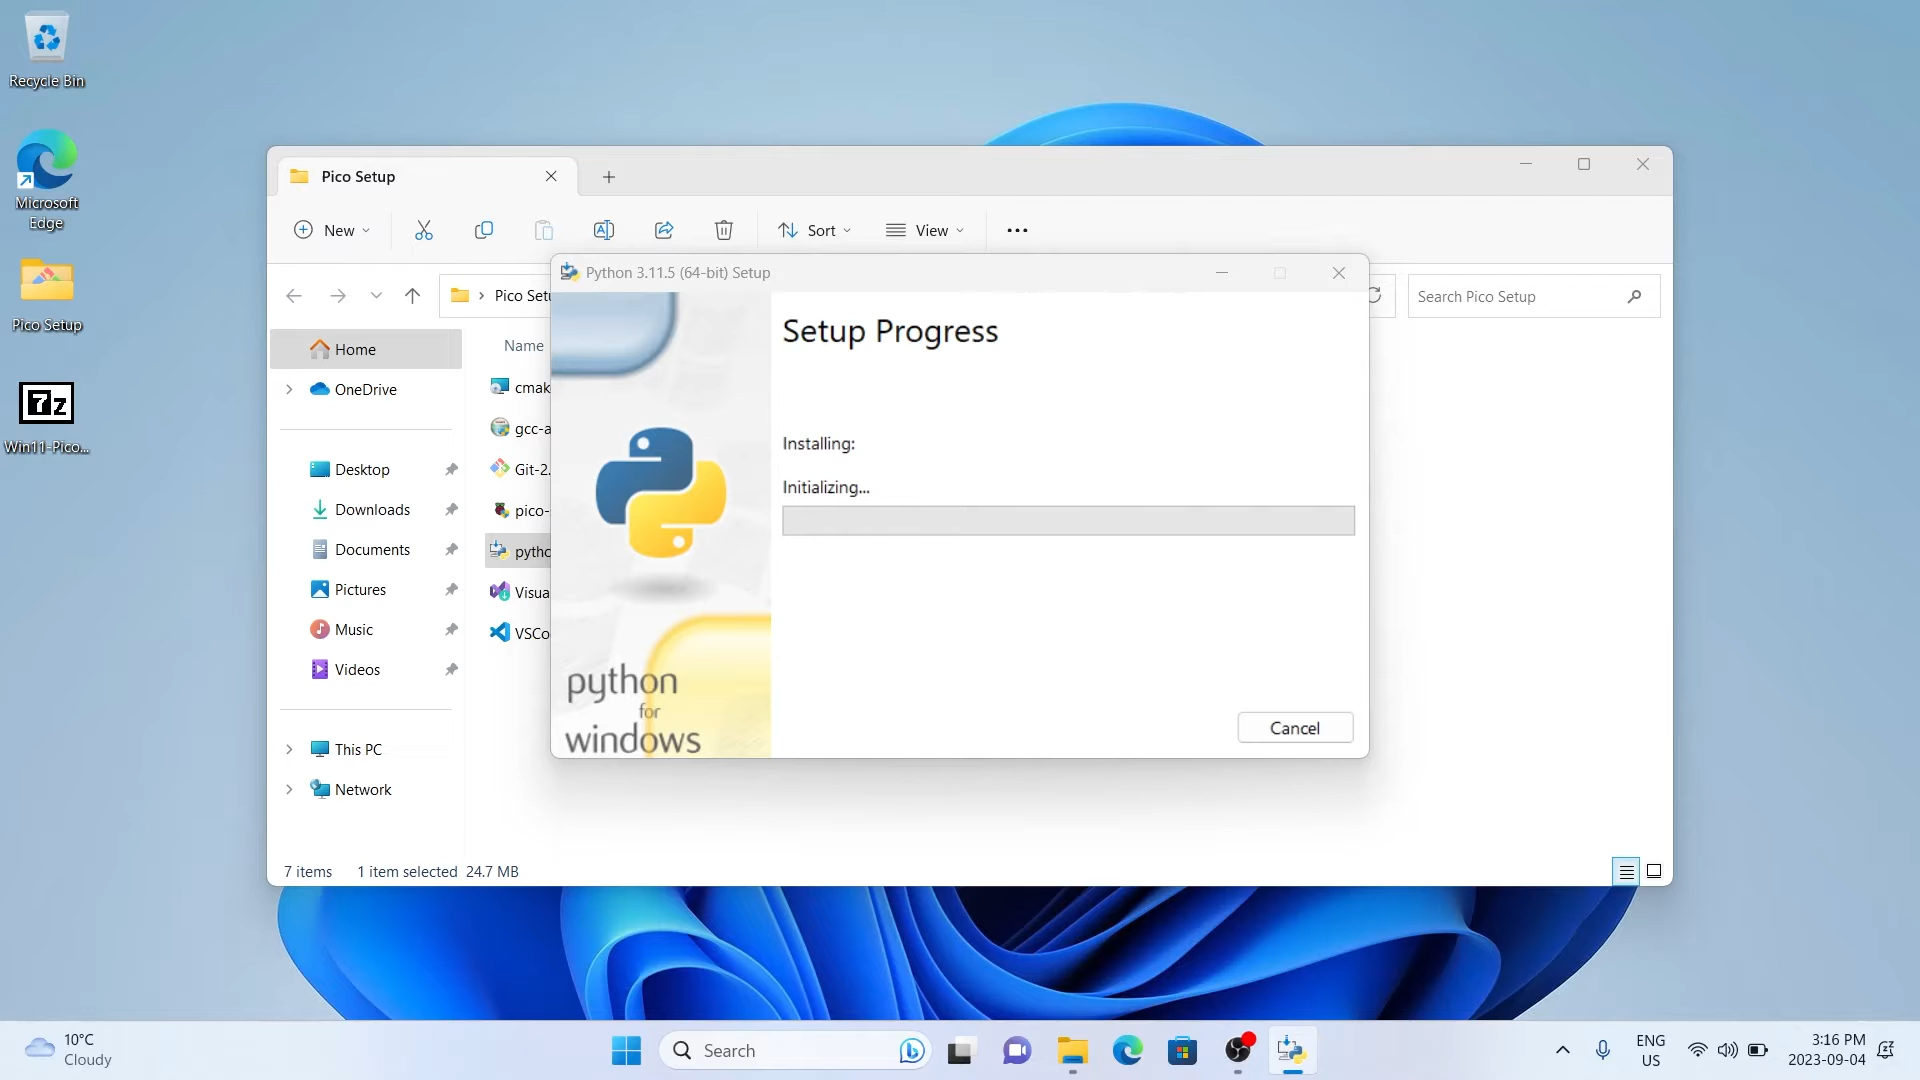 Recycle Bin
Microsoft
Edge
Pico Setup
Win11-Pico...
Pico Setup
New
Sort
View
Pico Setu
Search Pico Setup
Home
OneDrive
Desktop
Downloads
Documents
Pictures
Music
Videos
This PC
Network
Name
cmak
gcc-a
Git-2.
pico-
pytho
Visua
VSCo
7 items
1 item selected 24.7 MB
Python 3.11.5 (64-bit) Setup
Setup Progress
Installing:
Initializing...
python
for
windows
Cancel
10°C
Cloudy
Search
ENG
US
3:16 PM
2023-09-04